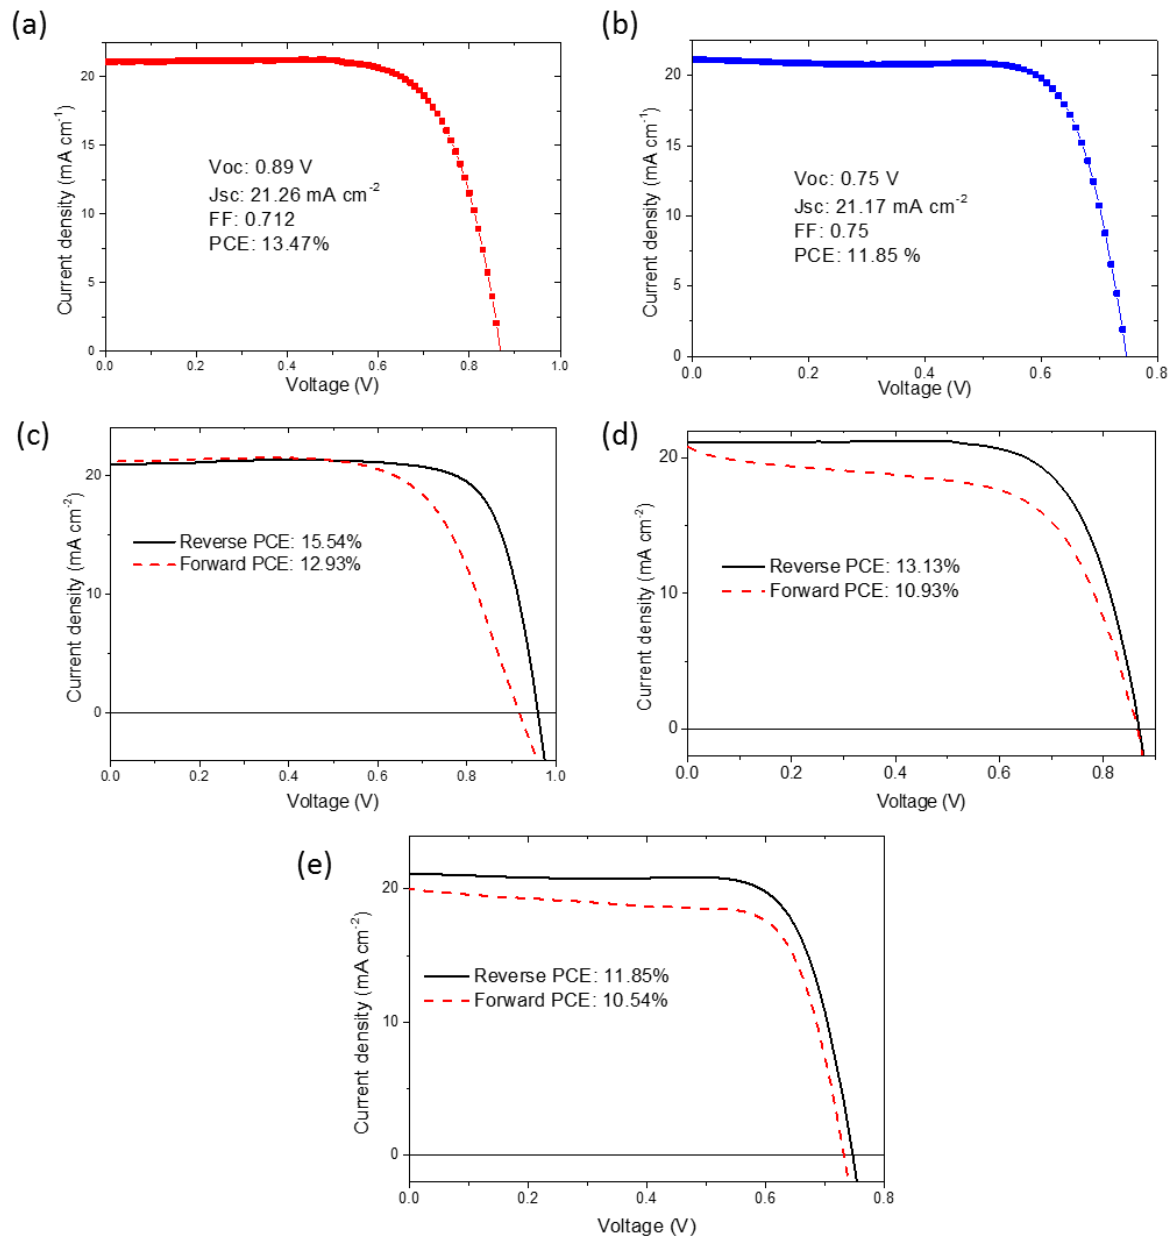 (a)
Current density (mA cm⁻¹)
20
15
10
5
0
Voc: 0.89 V
Jsc: 21.26 mA cm⁻²
FF: 0.712
PCE: 13.47%
0.0 0.2 0.4 0.6 0.8 1.0
Voltage (V)
(b)
Current density (mA cm⁻¹)
20
15
10
5
0
Voc: 0.75 V
Jsc: 21.17 mA cm⁻²
FF: 0.75
PCE: 11.85 %
0.0 0.2 0.4 0.6 0.8
Voltage (V)
(c)
Current density (mA cm⁻²)
20
10
0
Reverse PCE: 15.54%
Forward PCE: 12.93%
0.0 0.2 0.4 0.6 0.8 1.0
Voltage (V)
(d)
Current density (mA cm⁻²)
20
10
0
Reverse PCE: 13.13%
Forward PCE: 10.93%
0.0 0.2 0.4 0.6 0.8
Voltage (V)
(e)
Current density (mA cm⁻²)
20
10
0
Reverse PCE: 11.85%
Forward PCE: 10.54%
0.0 0.2 0.4 0.6 0.8
Voltage (V)